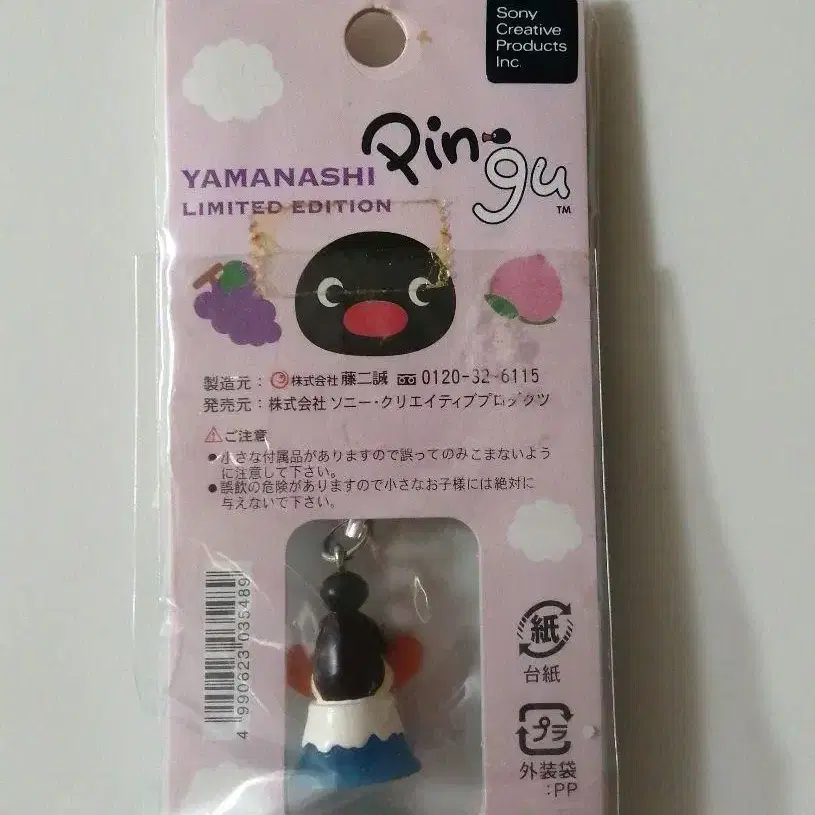 Sony
Creative
Products
Inc.
Pingu
TM
YAMANASHI
LIMITED EDITION
製造元：株式会社 藤二誠 0120-32-6115
発売元：株式会社 ソニー・クリエイティブプロダクツ
ご注意
●小さな付属品がありますので誤ってのみこまないよう
に注意して下さい。
●誤飲の危険がありますので小さなお子様には絶対に
与えないで下さい。
4 990623 035489
紙
台紙
プラ
外装袋
:PP